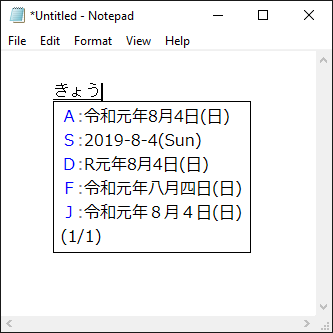 *Untitled - Notepad
File Edit Format View Help
きょう
A:令和元年8月4日(日)
S:2019-8-4(Sun)
D:R元年8月4日(日)
F:令和元年八月四日(日)
J:令和元年８月４日(日)
(1/1)